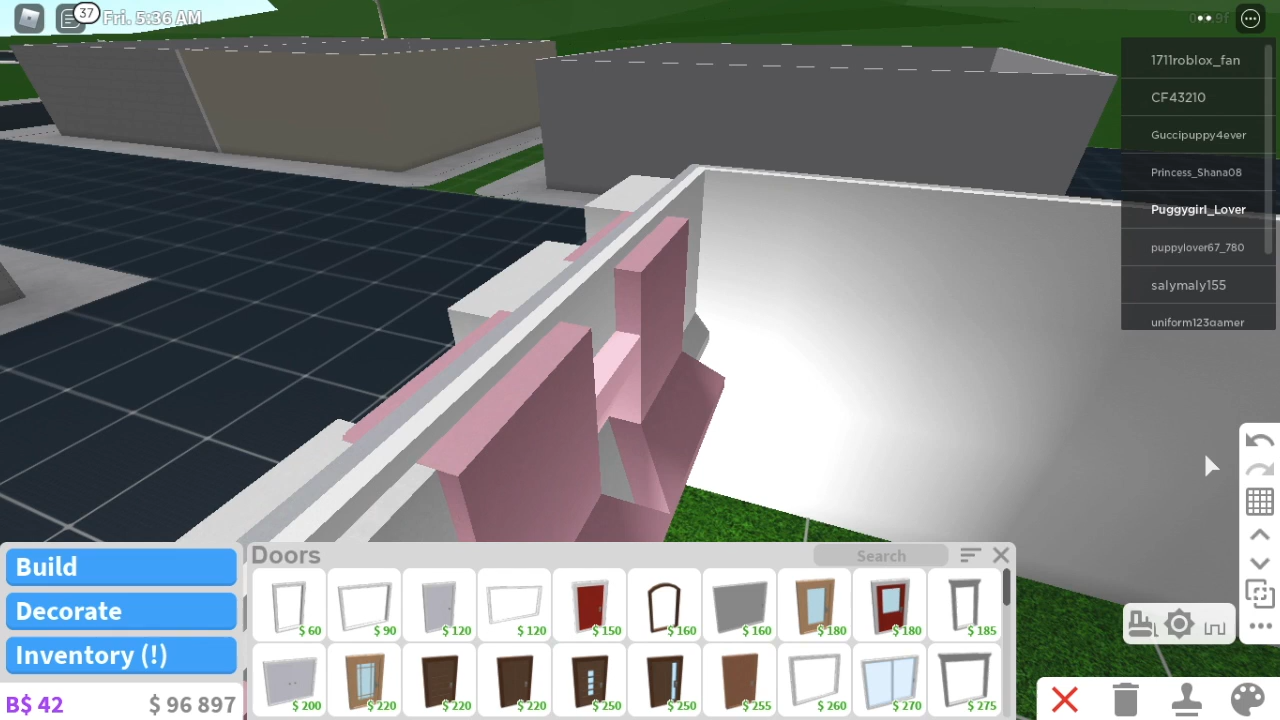 37
Fri. 5:36 AM
1711roblox_fan
CF43210
Guccipuppy4ever
Princess_Shana08
Puggygirl_Lover
puppylover67_780
salymaly155
uniform123gamer
Build
Decorate
Inventory (!)
B$ 42
$ 96 897
Doors
Search
$ 60
$ 90
$ 120
$ 120
$ 150
$ 160
$ 160
$ 180
$ 180
$ 185
$ 200
$ 220
$ 220
$ 220
$ 250
$ 250
$ 255
$ 260
$ 270
$ 275